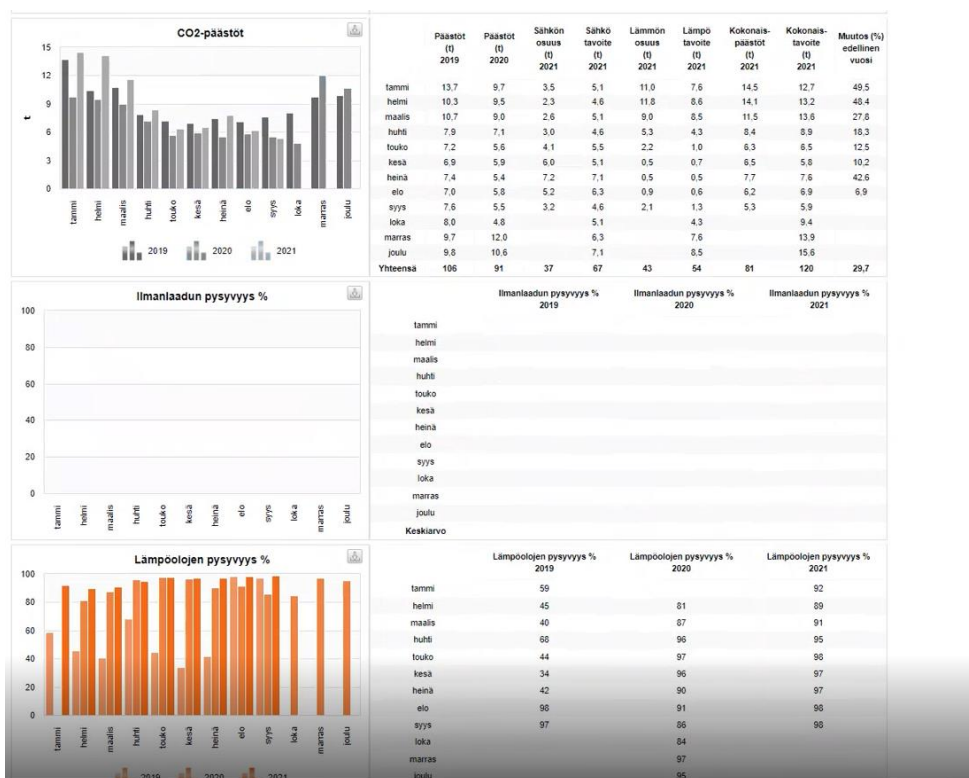 CO2-päästöt
15
12
9
6
3
0
t
tammi helmi maalis huhti touko kesä heinä elo syys loka marras joulu
2019 2020 2021
Päästöt (t) 2019 Päästöt (t) 2020 Sähkön osuus (t) 2021 Sähkö tavoite (t) 2021 Lämmön osuus (t) 2021 Lämpö tavoite (t) 2021 Kokonais-päästöt (t) 2021 Kokonais-tavoite (t) 2021 Muutos (%) edellinen vuosi
tammi 13,7 9,7 3,5 5,1 11,0 7,6 14,5 12,7 49,5
helmi 10,3 9,5 2,3 4,6 11,8 8,6 14,1 13,2 48,4
maalis 10,7 9,0 2,6 5,1 9,0 8,5 11,5 13,6 27,8
huhti 7,9 7,1 3,0 4,6 5,3 4,3 8,4 8,9 18,3
touko 7,2 5,6 4,1 5,5 2,2 1,0 6,3 6,5 12,5
kesä 6,9 5,9 6,0 5,1 0,5 0,7 6,5 5,8 10,2
heinä 7,4 5,4 7,2 7,1 0,5 0,5 7,7 7,6 42,6
elo 7,0 5,8 5,2 6,3 0,9 0,6 6,2 6,9 6,9
syys 7,6 5,5 3,2 4,6 2,1 1,3 5,3 5,9
loka 8,0 4,8 5,1 4,3 9,4
marras 9,7 12,0 6,3 7,6 13,9
joulu 9,8 10,6 7,1 8,5 15,6
Yhteensä 106 91 37 67 43 54 81 120 29,7
Ilmanlaadun pysyvyys %
100
80
60
40
20
0
tammi helmi maalis huhti touko kesä heinä elo syys loka marras joulu
Ilmanlaadun pysyvyys % 2019 Ilmanlaadun pysyvyys % 2020 Ilmanlaadun pysyvyys % 2021
tammi
helmi
maalis
huhti
touko
kesä
heinä
elo
syys
loka
marras
joulu
Keskiarvo
Lämpöolojen pysyvyys %
100
80
60
40
20
0
tammi helmi maalis huhti touko kesä heinä elo syys loka marras joulu
2019 2020 2021
Lämpöolojen pysyvyys % 2019 Lämpöolojen pysyvyys % 2020 Lämpöolojen pysyvyys % 2021
tammi 59 92
helmi 45 81 89
maalis 40 87 91
huhti 68 96 95
touko 44 97 98
kesä 34 96 97
heinä 42 90 97
elo 98 91 98
syys 97 86 98
loka 84
marras 97
joulu 95